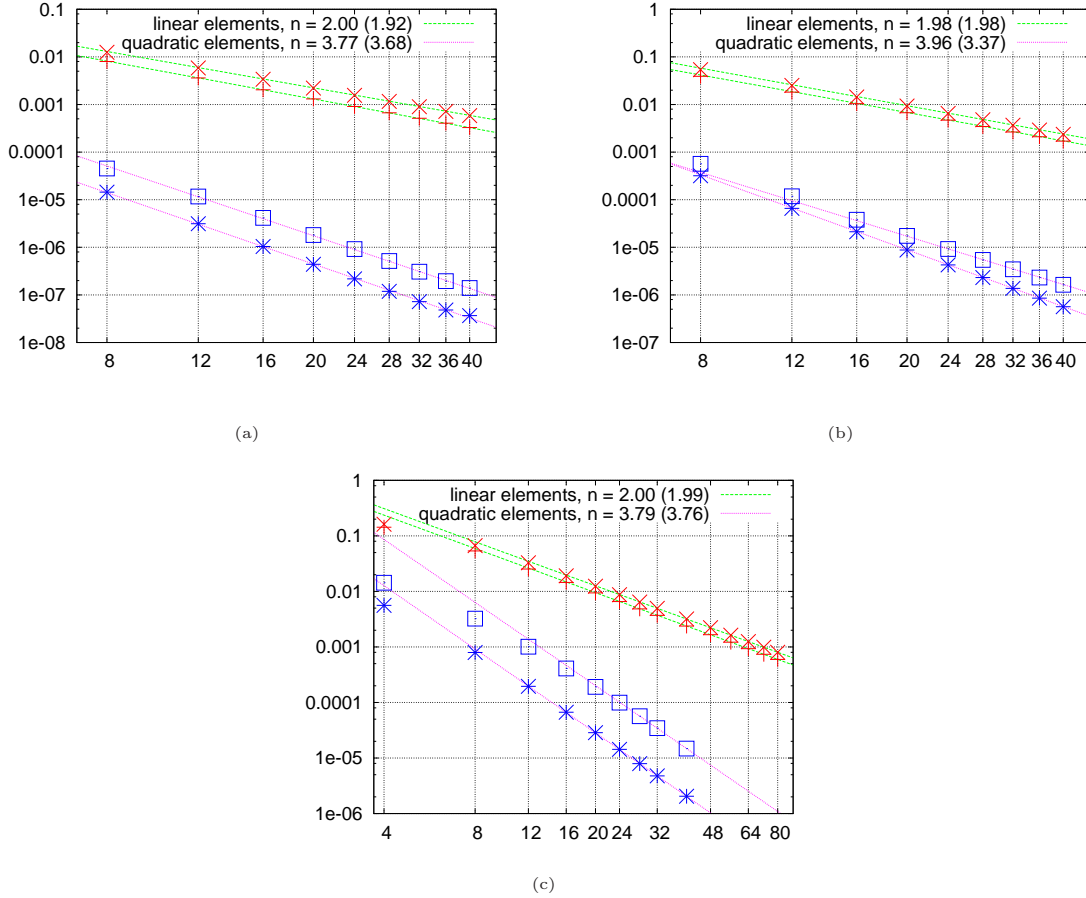 0.1
0.01
0.001
0.0001
1e-05
1e-06
1e-07
1e-08
linear elements, n = 2.00 (1.92)
quadratic elements, n = 3.77 (3.68)
8 12 16 20 24 28 32 36 40
(a)
1
0.1
0.01
0.001
0.0001
1e-05
1e-06
1e-07
linear elements, n = 1.98 (1.98)
quadratic elements, n = 3.96 (3.37)
8 12 16 20 24 28 32 36 40
(b)
1
0.1
0.01
0.001
0.0001
1e-05
1e-06
linear elements, n = 2.00 (1.99)
quadratic elements, n = 3.79 (3.76)
4 8 12 16 20 24 32 48 64 80
(c)